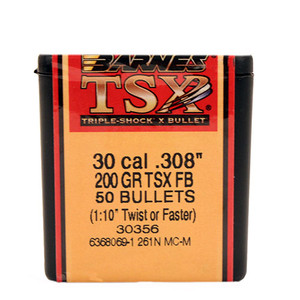 BARNES
TSX
TRIPLE-SHOCK X BULLET
30 cal .308"
200 GR TSX FB
50 BULLETS
(1:10" Twist or Faster)
30356
6368069-1 261N MC-M